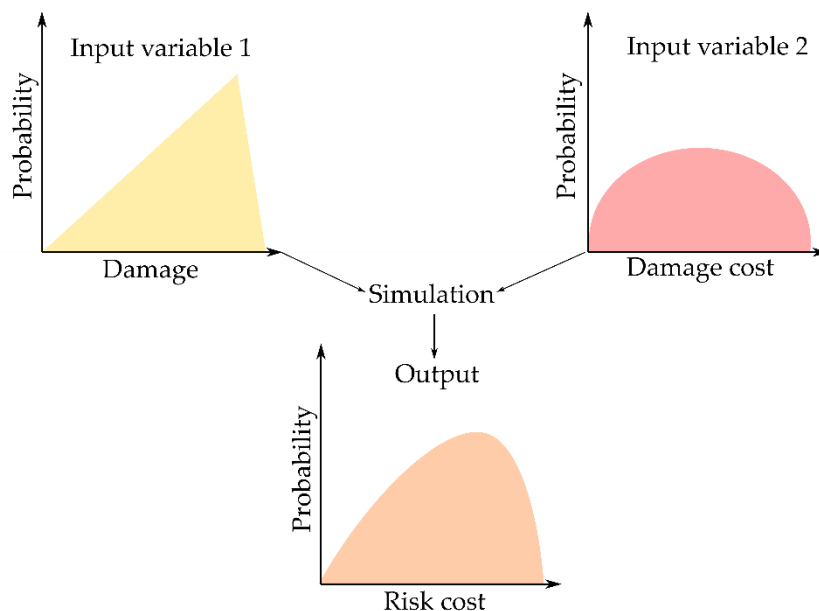 Input variable 1
Probability
Damage
Input variable 2
Probability
Damage cost
Simulation
Output
Probability
Risk cost